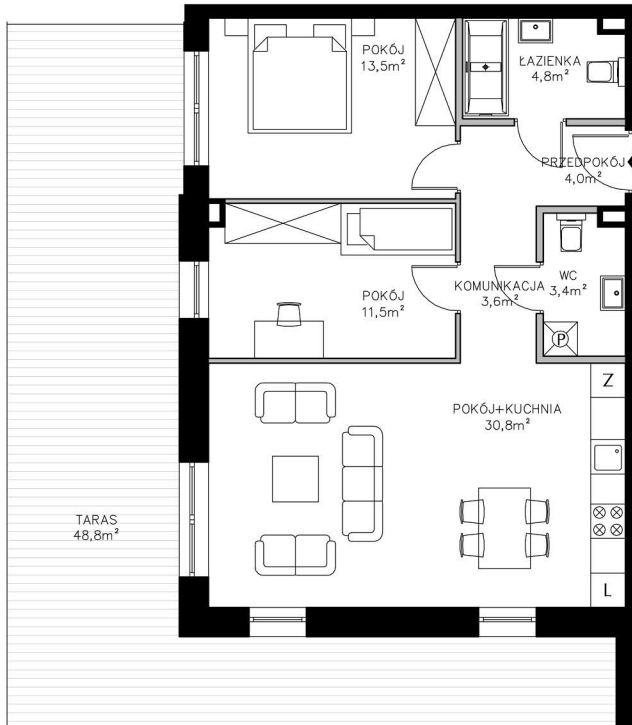 POKÓJ
13,5m²
ŁAZIENKA
4,8m²
PRZEDPOKÓJ
4,0m²
POKÓJ
11,5m²
KOMUNIKACJA
3,6m²
WC
3,4m²
P
Z
POKÓJ+KUCHNIA
30,8m²
TARAS
48,8m²
L